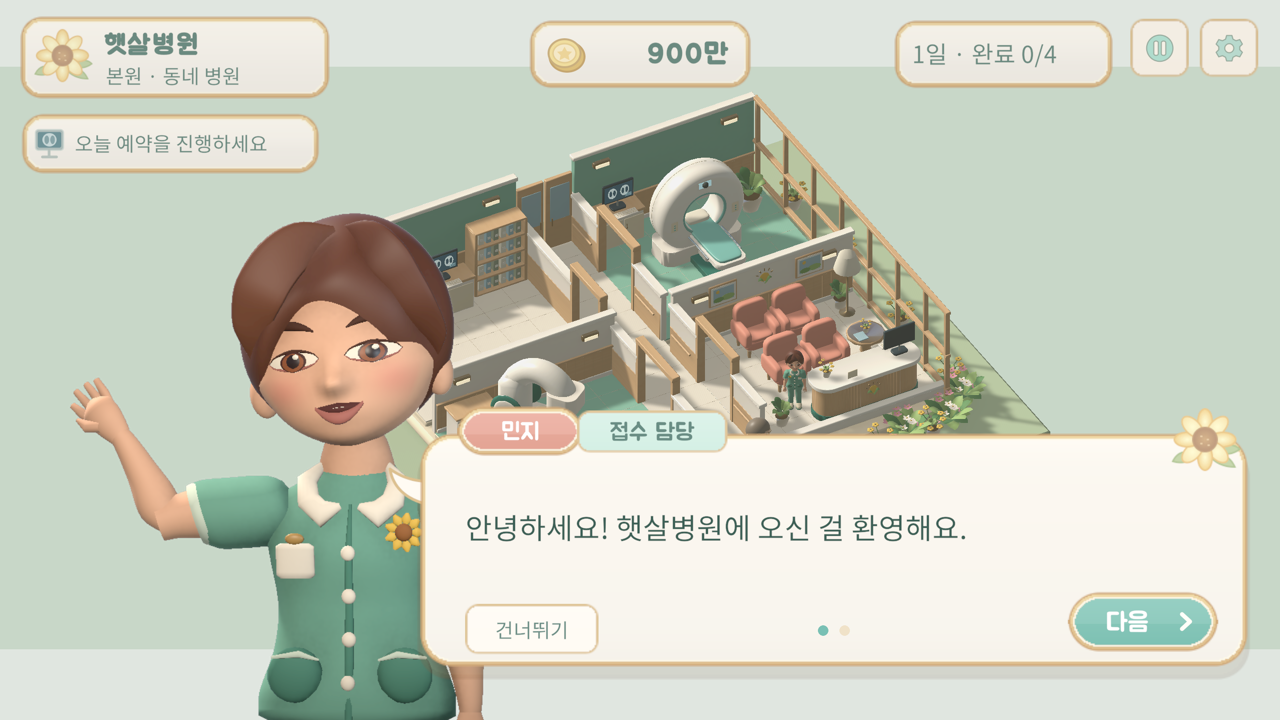 햇살병원
본원 · 동네 병원
900만
1일 · 완료 0/4
오늘 예약을 진행하세요
민지
접수 담당
안녕하세요! 햇살병원에 오신 걸 환영해요.
건너뛰기
다음